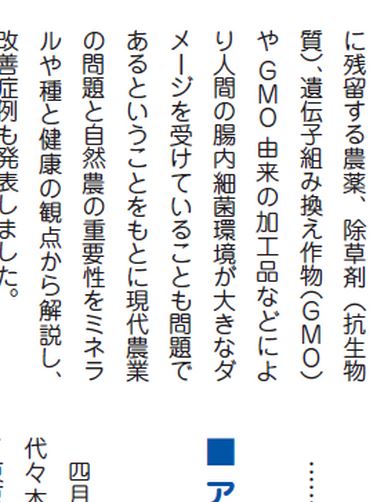 に残留する農薬、除草剤（抗生物
質）、遺伝子組み換え作物（GMO）
や GMO 由来の加工品などによ
り人間の腸内細菌環境が大きなダ
メージを受けていることも問題で
あるということをもとに現代農業
の問題と自然農の重要性をミネラ
ルや種と健康の観点から解説し、
改善症例も発表しました。
……
■ア
四月
代々木